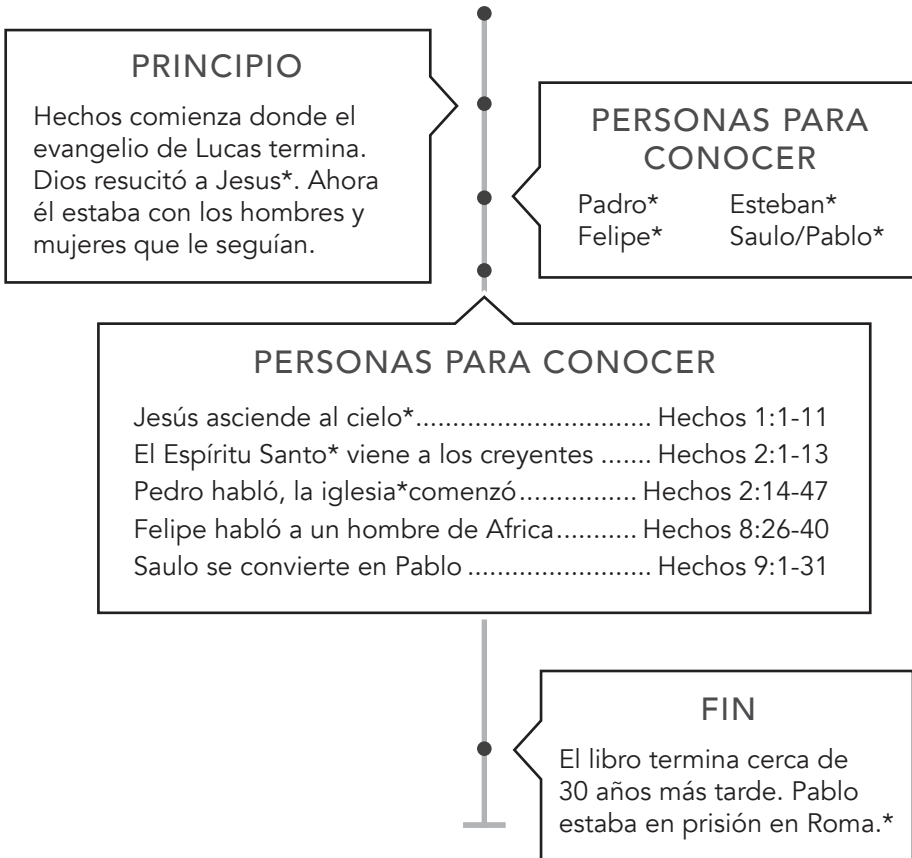 PRINCIPIO
Hechos comienza donde el
evangelio de Lucas termina.
Dios resucitó a Jesus*. Ahora
él estaba con los hombres y
mujeres que le seguían.
PERSONAS PARA
CONOCER
Padro* Esteban*
Felipe* Saulo/Pablo*
PERSONAS PARA CONOCER
Jesús asciende al cielo*................................ Hechos 1:1-11
El Espíritu Santo* viene a los creyentes ....... Hechos 2:1-13
Pedro habló, la iglesia*comenzó................ Hechos 2:14-47
Felipe habló a un hombre de Africa........... Hechos 8:26-40
Saulo se convierte en Pablo ......................... Hechos 9:1-31
FIN
El libro termina cerca de
30 años más tarde. Pablo
estaba en prisión en Roma.*